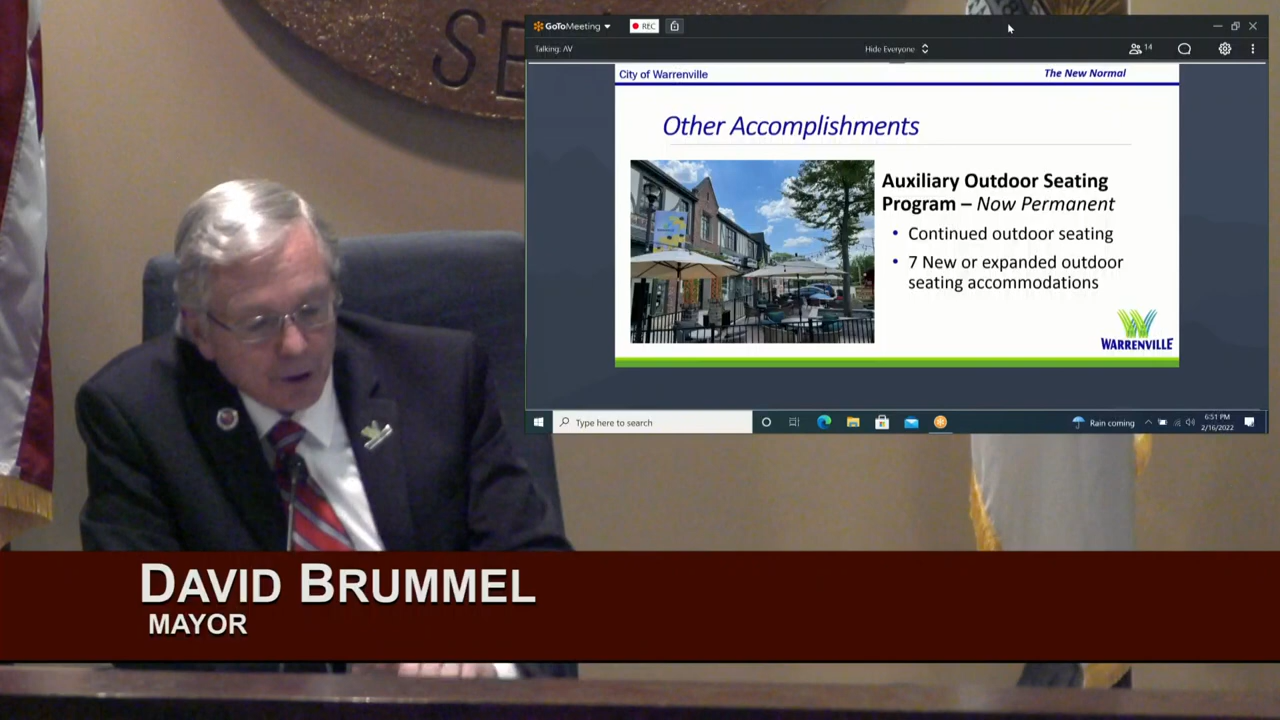 SE
GoToMeeting
REC
Talking: AV
Hide Everyone
14
City of Warrenville
The New Normal
Other Accomplishments
Auxiliary Outdoor Seating
Program – Now Permanent
• Continued outdoor seating
• 7 New or expanded outdoor
seating accommodations
WARRENVILLE
Type here to search
Rain coming
6:51 PM
2/16/2022
DAVID BRUMMEL
MAYOR